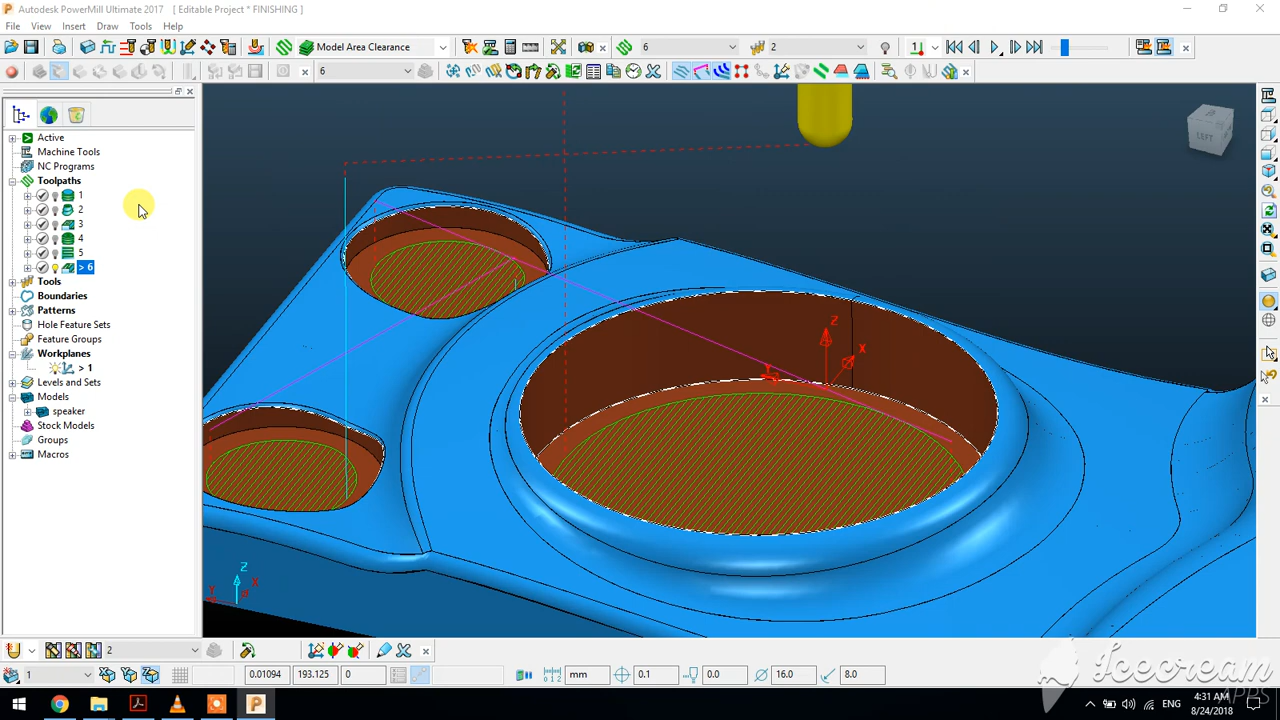 Autodesk PowerMill Ultimate 2017 [ Editable Project * FINISHING ]
File View Insert Draw Tools Help
Model Area Clearance 6 2
6
Active
Machine Tools
NC Programs
Toolpaths
1
2
3
4
5
> 6
Tools
Boundaries
Patterns
Hole Feature Sets
Feature Groups
Workplanes
> 1
Levels and Sets
Models
speaker
Stock Models
Groups
Macros
LEFT
Z
X
Y
Z
Y X
2
1 0.01094 193.125 0 mm 0.1 0.0 16.0 8.0
Icecream
APPS
ENG 4:31 AM
8/24/2018